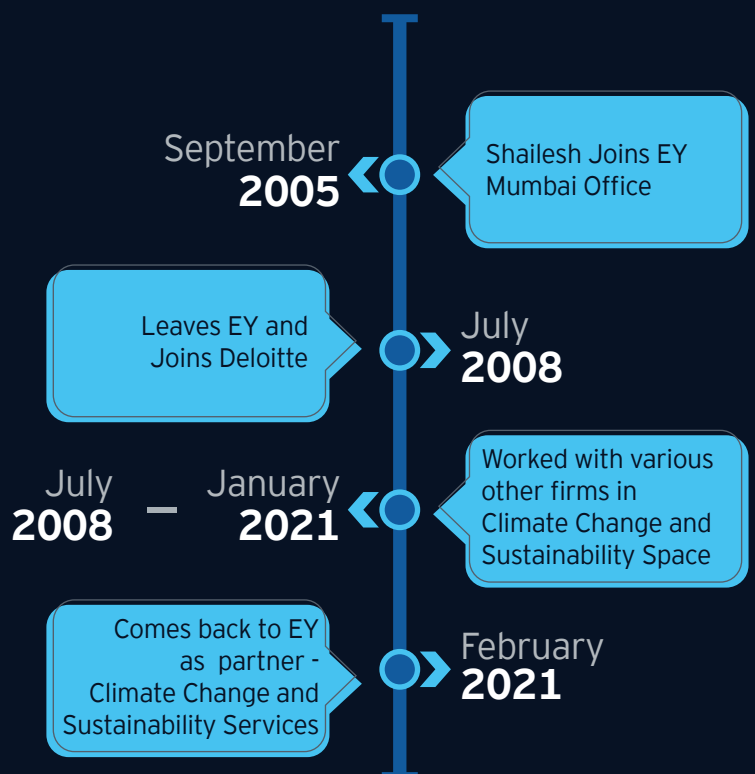 September
2005
Shailesh Joins EY
Mumbai Office
Leaves EY and
Joins Deloitte
July
2008
July
2008
–
January
2021
Worked with various
other firms in
Climate Change and
Sustainability Space
Comes back to EY
as partner -
Climate Change and
Sustainability Services
February
2021